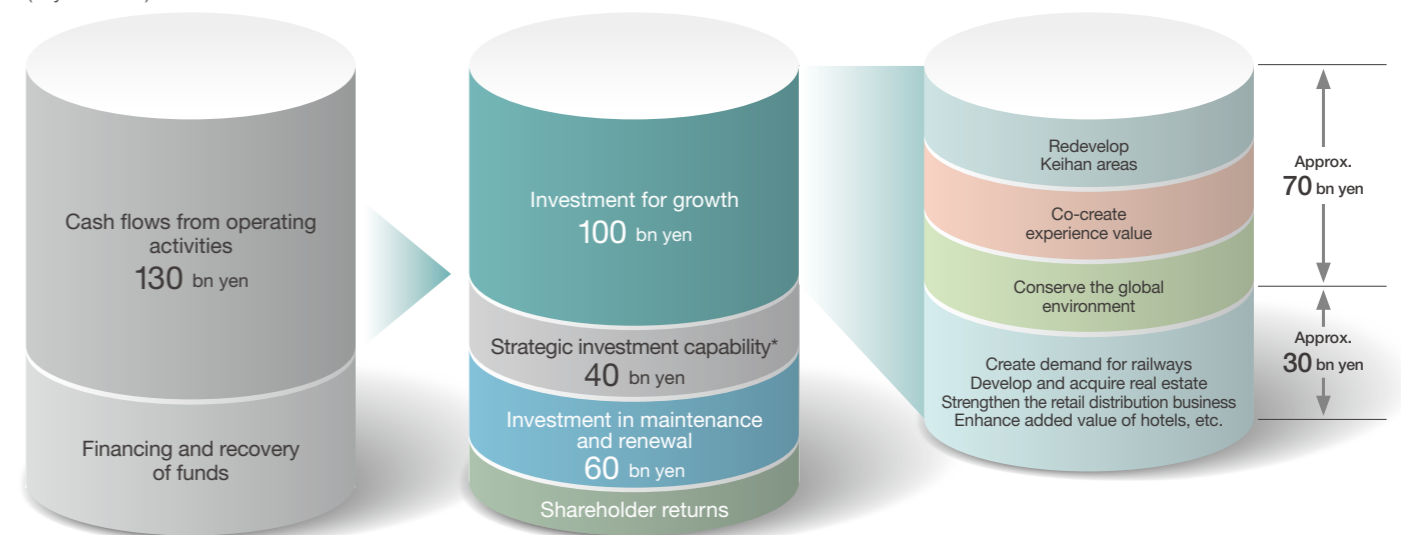 Cash flows from operating
activities
130 bn yen
Financing and recovery
of funds
Investment for growth
100 bn yen
Strategic investment capability*
40 bn yen
Investment in maintenance
and renewal
60 bn yen
Shareholder returns
Redevelop
Keihan areas
Co-create
experience value
Conserve the global
environment
Create demand for railways
Develop and acquire real estate
Strengthen the retail distribution business
Enhance added value of hotels, etc.
Approx.
70 bn yen
Approx.
30 bn yen